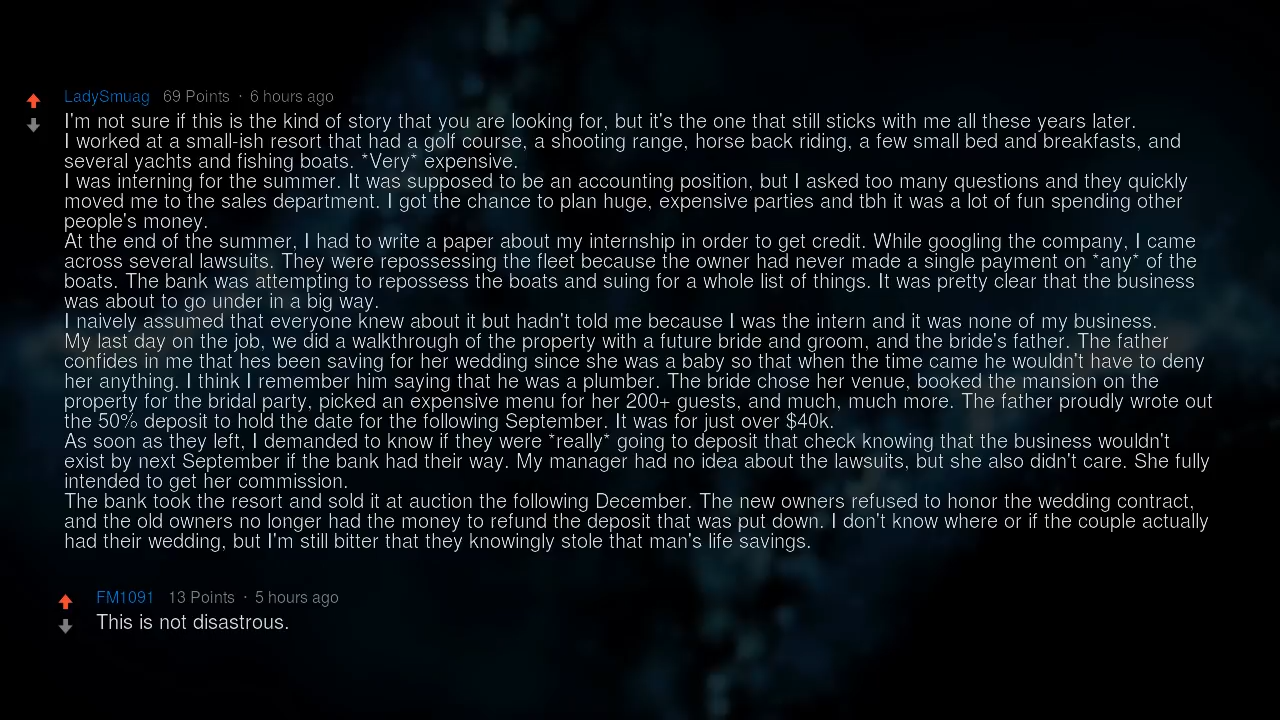 LadySmuag 69 Points · 6 hours ago
I'm not sure if this is the kind of story that you are looking for, but it's the one that still sticks with me all these years later.
I worked at a small-ish resort that had a golf course, a shooting range, horse back riding, a few small bed and breakfasts, and
several yachts and fishing boats. *Very* expensive.
I was interning for the summer. It was supposed to be an accounting position, but I asked too many questions and they quickly
moved me to the sales department. I got the chance to plan huge, expensive parties and tbh it was a lot of fun spending other
people's money.
At the end of the summer, I had to write a paper about my internship in order to get credit. While googling the company, I came
across several lawsuits. They were repossessing the fleet because the owner had never made a single payment on *any* of the
boats. The bank was attempting to repossess the boats and suing for a whole list of things. It was pretty clear that the business
was about to go under in a big way.
I naively assumed that everyone knew about it but hadn't told me because I was the intern and it was none of my business.
My last day on the job, we did a walkthrough of the property with a future bride and groom, and the bride's father. The father
confides in me that hes been saving for her wedding since she was a baby so that when the time came he wouldn't have to deny
her anything. I think I remember him saying that he was a plumber. The bride chose her venue, booked the mansion on the
property for the bridal party, picked an expensive menu for her 200+ guests, and much, much more. The father proudly wrote out
the 50% deposit to hold the date for the following September. It was for just over $40k.
As soon as they left, I demanded to know if they were *really* going to deposit that check knowing that the business wouldn't
exist by next September if the bank had their way. My manager had no idea about the lawsuits, but she also didn't care. She fully
intended to get her commission.
The bank took the resort and sold it at auction the following December. The new owners refused to honor the wedding contract,
and the old owners no longer had the money to refund the deposit that was put down. I don't know where or if the couple actually
had their wedding, but I'm still bitter that they knowingly stole that man's life savings.
FM1091 13 Points · 5 hours ago
This is not disastrous.